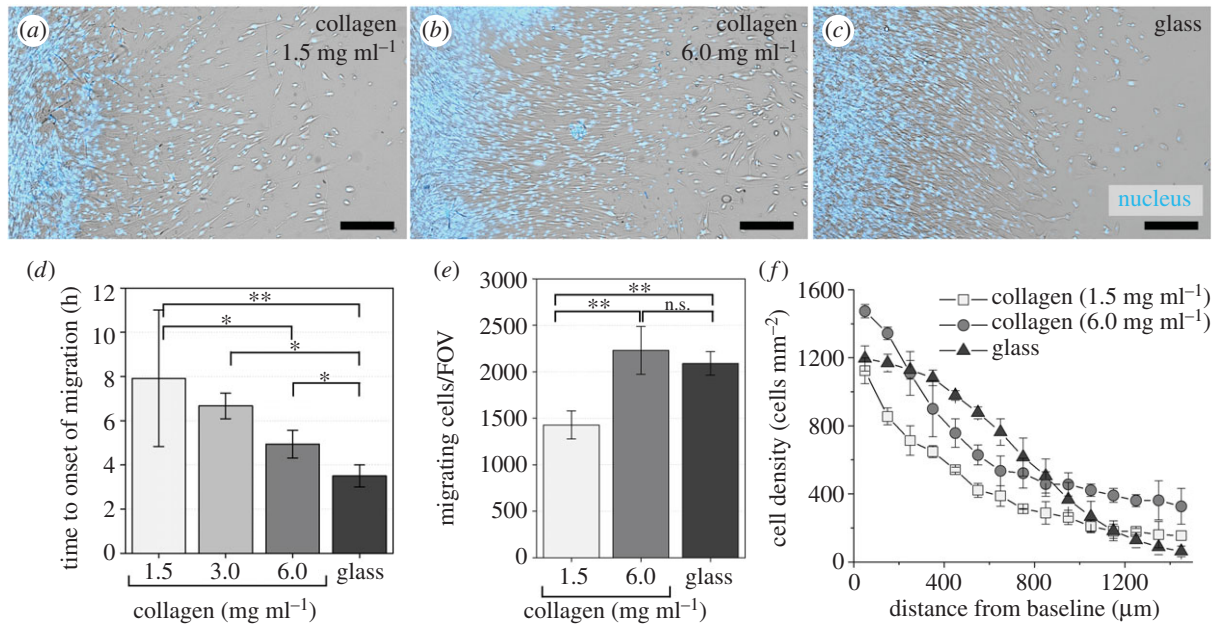 (a)
collagen
1.5 mg ml⁻¹
(b)
collagen
6.0 mg ml⁻¹
(c)
glass
nucleus
(d)
time to onset of migration (h)
12
10
8
6
4
2
0
**
*
*
*
1.5 3.0 6.0 glass
collagen (mg ml⁻¹)
(e)
migrating cells/FOV
3000
2500
2000
1500
1000
500
0
**
** n.s.
1.5 6.0 glass
collagen (mg ml⁻¹)
(f)
cell density (cells mm⁻²)
1600
1200
800
400
0
collagen (1.5 mg ml⁻¹)
collagen (6.0 mg ml⁻¹)
glass
0 400 800 1200
distance from baseline (μm)